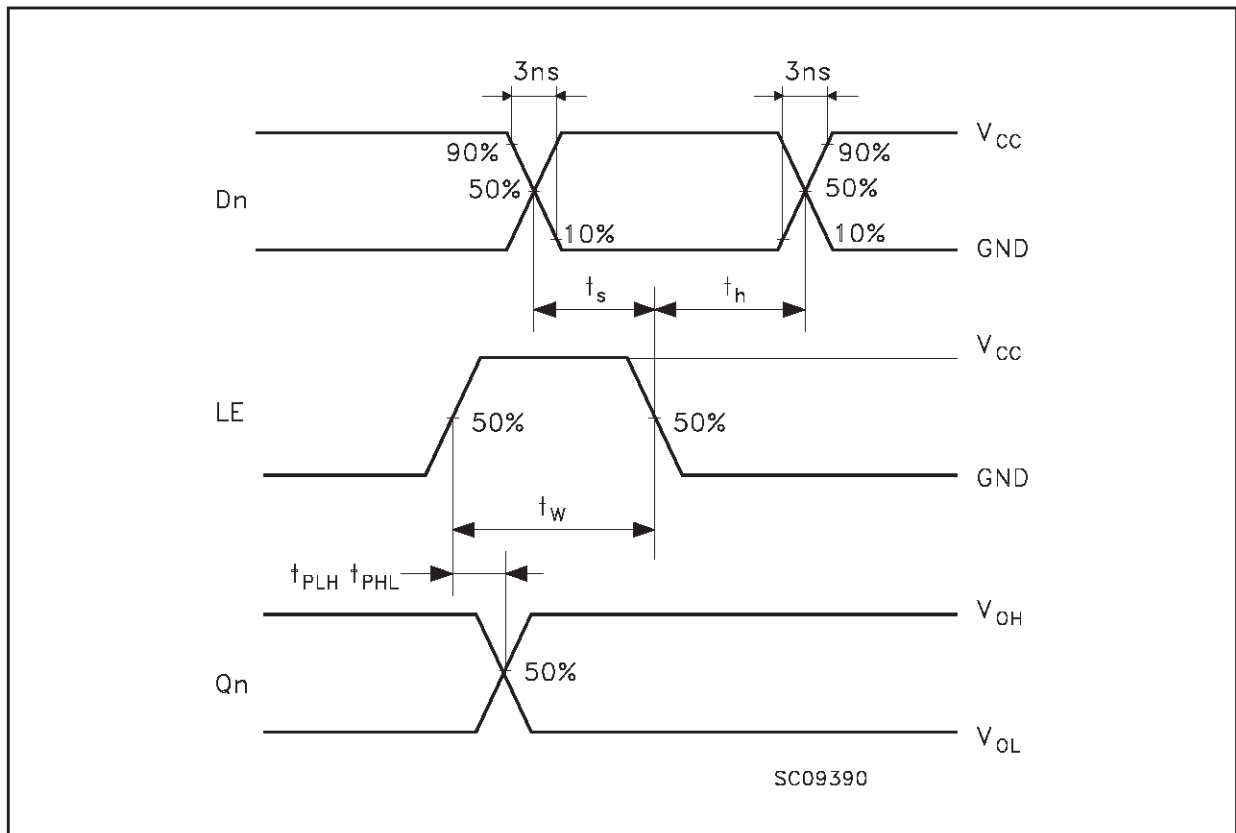 3ns 3ns
V_CC
90% 90%
Dn 50% 50%
10% 10%
GND
t_s t_h
V_CC
LE 50% 50%
GND
t_W
t_PLH t_PHL
V_OH
Qn 50%
V_OL
SC09390